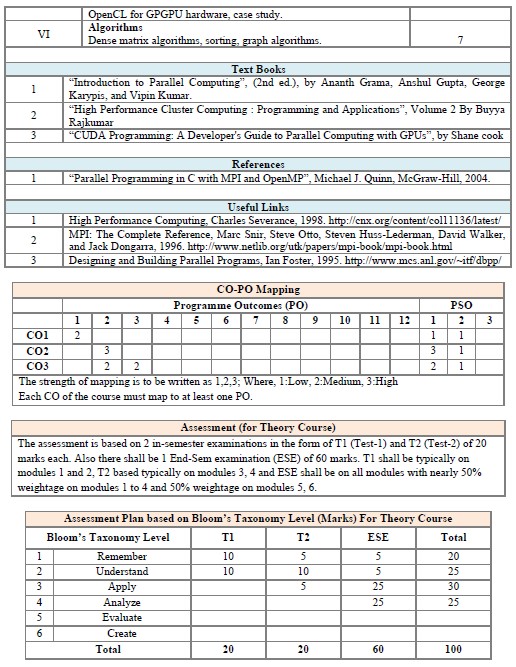 OpenCL for GPGPU hardware, case study.
VI Algorithms
Dense matrix algorithms, sorting, graph algorithms. 7
Text Books
1 “Introduction to Parallel Computing”, (2nd ed.), by Ananth Grama, Anshul Gupta, George
Karypis, and Vipin Kumar.
2 “High Performance Cluster Computing : Programming and Applications”, Volume 2 By Buyya
Rajkumar
3 “CUDA Programming: A Developer's Guide to Parallel Computing with GPUs”, by Shane cook
References
1 “Parallel Programming in C with MPI and OpenMP”, Michael J. Quinn, McGraw-Hill, 2004.
Useful Links
1 High Performance Computing, Charles Severance, 1998. http://cnx.org/content/col11136/latest/
2 MPI: The Complete Reference, Marc Snir, Steve Otto, Steven Huss-Lederman, David Walker,
and Jack Dongarra, 1996. http://www.netlib.org/utk/papers/mpi-book/mpi-book.html
3 Designing and Building Parallel Programs, Ian Foster, 1995. http://www.mcs.anl.gov/~itf/dbpp/
CO-PO Mapping
Programme Outcomes (PO) PSO
1 2 3 4 5 6 7 8 9 10 11 12 1 2 3
CO1 2 1 1
CO2 3 3 1
CO3 2 2 2 1
The strength of mapping is to be written as 1,2,3; Where, 1:Low, 2:Medium, 3:High
Each CO of the course must map to at least one PO.
Assessment (for Theory Course)
The assessment is based on 2 in-semester examinations in the form of T1 (Test-1) and T2 (Test-2) of 20
marks each. Also there shall be 1 End-Sem examination (ESE) of 60 marks. T1 shall be typically on
modules 1 and 2, T2 based typically on modules 3, 4 and ESE shall be on all modules with nearly 50%
weightage on modules 1 to 4 and 50% weightage on modules 5, 6.
Assessment Plan based on Bloom’s Taxonomy Level (Marks) For Theory Course
Bloom’s Taxonomy Level T1 T2 ESE Total
1 Remember 10 5 5 20
2 Understand 10 10 5 25
3 Apply 5 25 30
4 Analyze 25 25
5 Evaluate
6 Create
Total 20 20 60 100